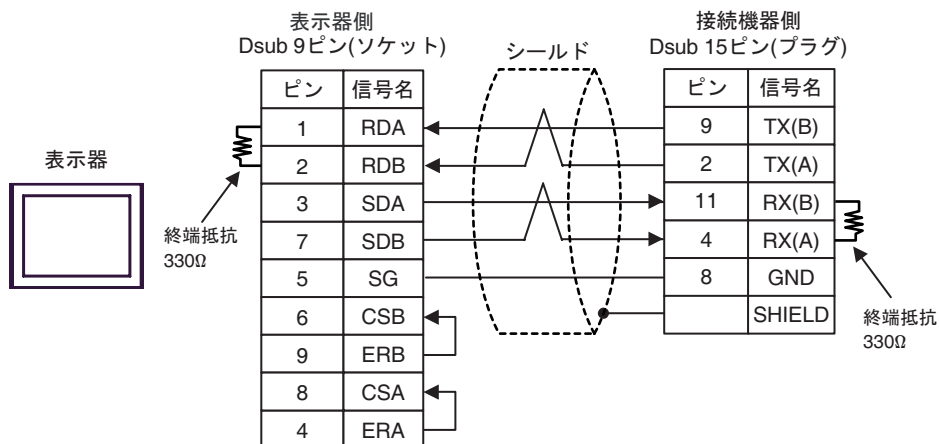 表示器側
Dsub 9ピン(ソケット)
シールド
接続機器側
Dsub 15ピン(プラグ)
表示器
ピン 信号名
1 RDA
2 RDB
3 SDA
7 SDB
5 SG
6 CSB
9 ERB
8 CSA
4 ERA
終端抵抗
330Ω
ピン 信号名
9 TX(B)
2 TX(A)
11 RX(B)
4 RX(A)
8 GND
SHIELD
終端抵抗
330Ω